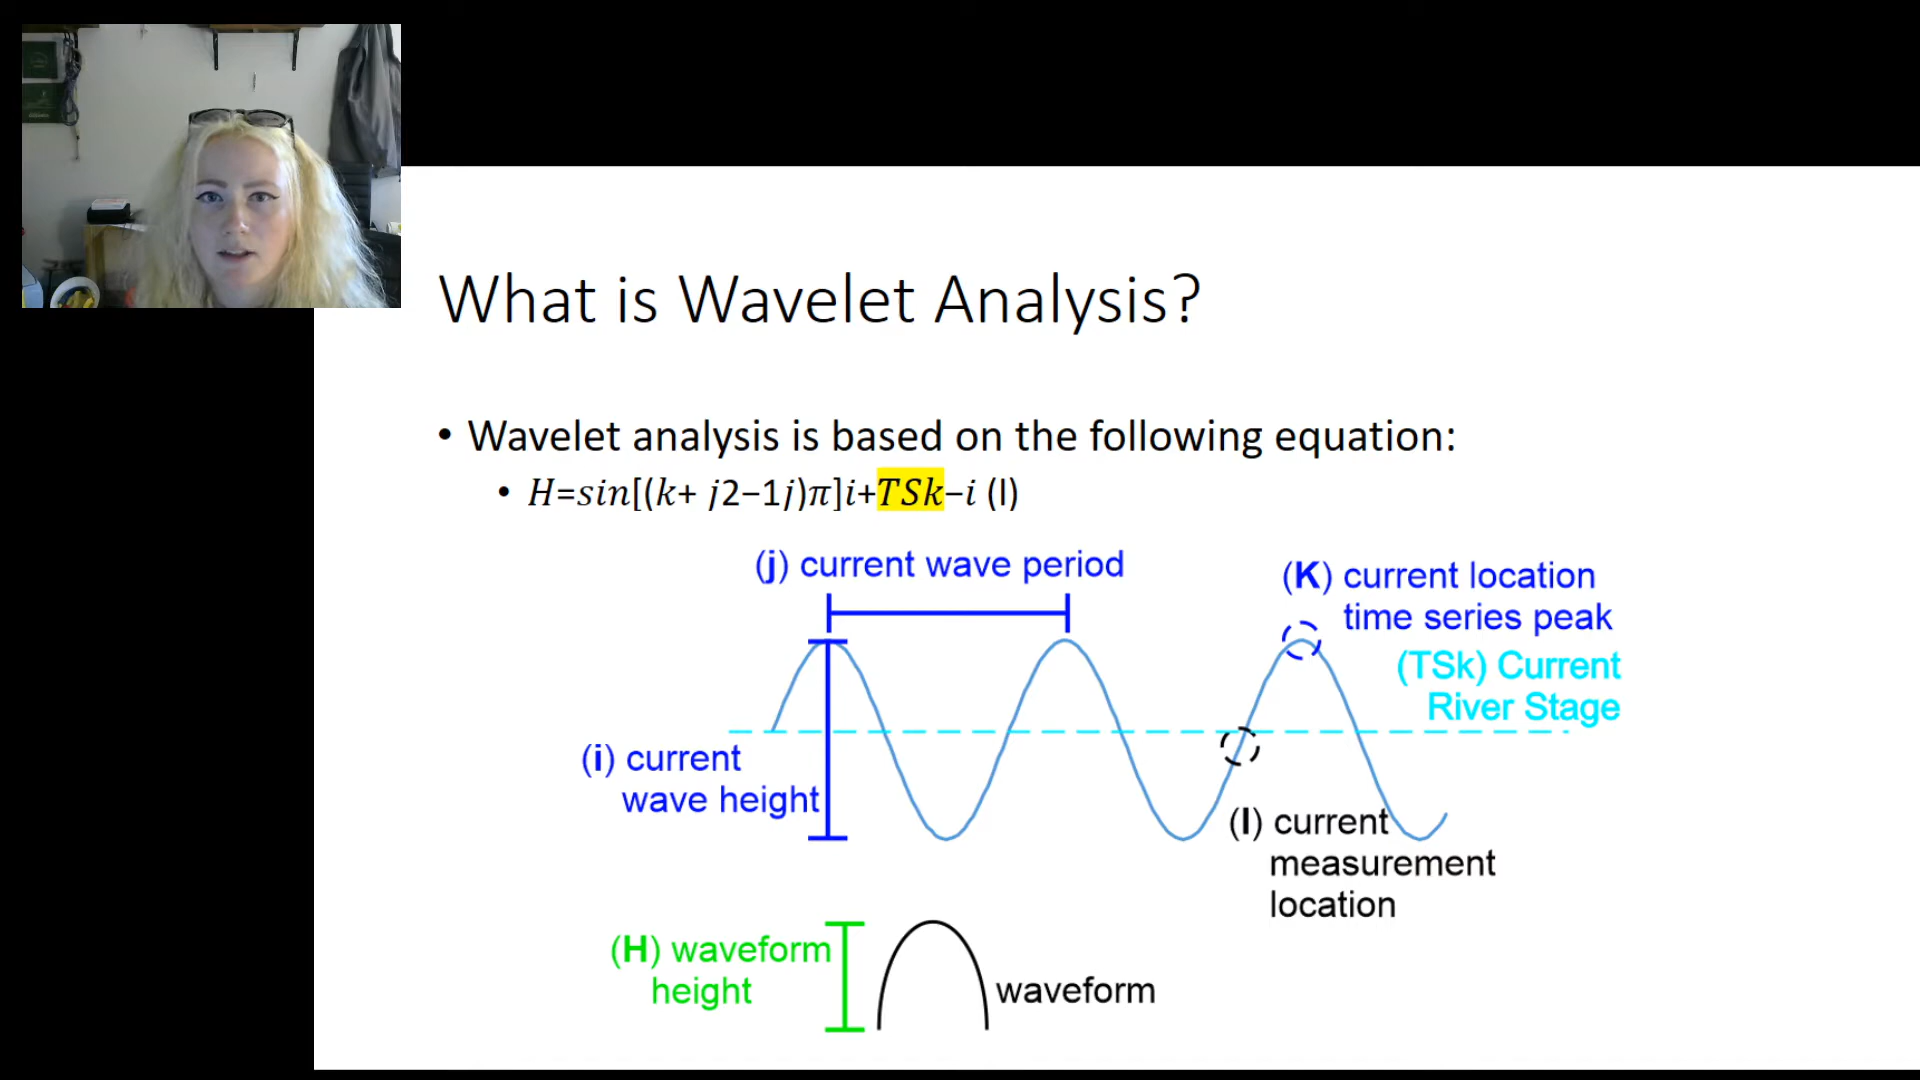 What is Wavelet Analysis?
• Wavelet analysis is based on the following equation:
• H=sin[(k+ j2−1j)π]i+TSk−i (I)
(j) current wave period
(K) current location
time series peak
(TSk) Current
River Stage
(i) current
wave height
(I) current
measurement
location
(H) waveform
height
waveform